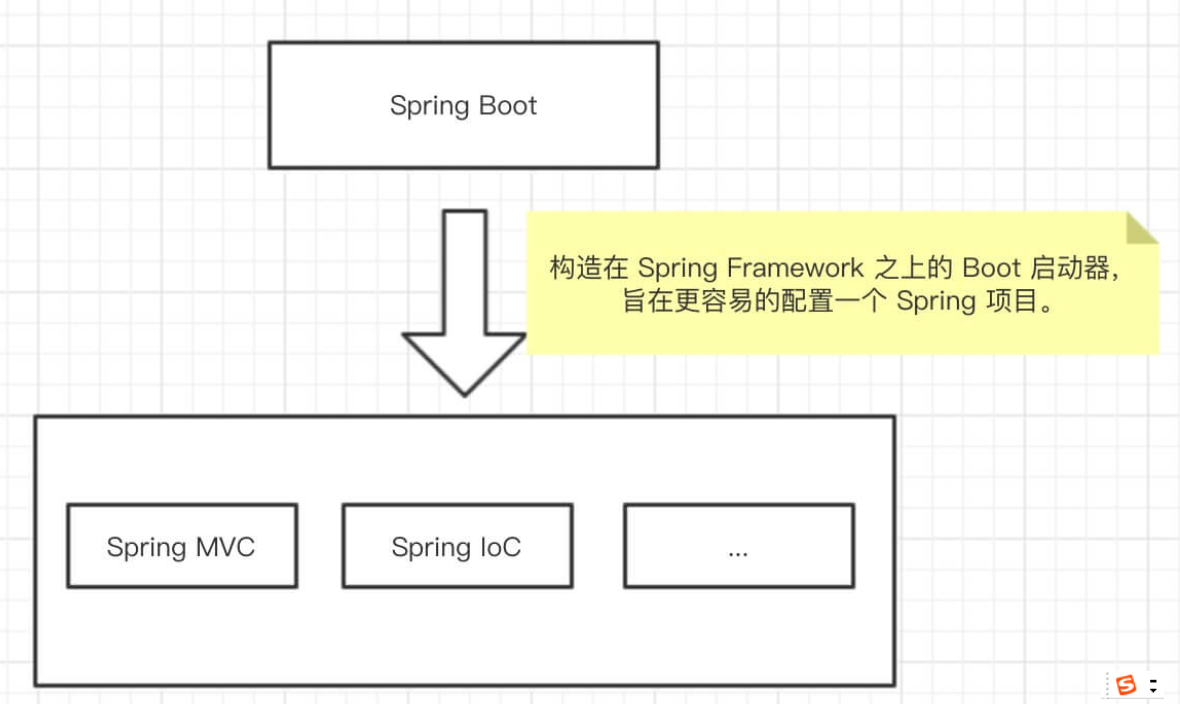 Spring Boot
构造在 Spring Framework 之上的 Boot 启动器,
旨在更容易的配置一个 Spring 项目。
Spring MVC
Spring IoC
...